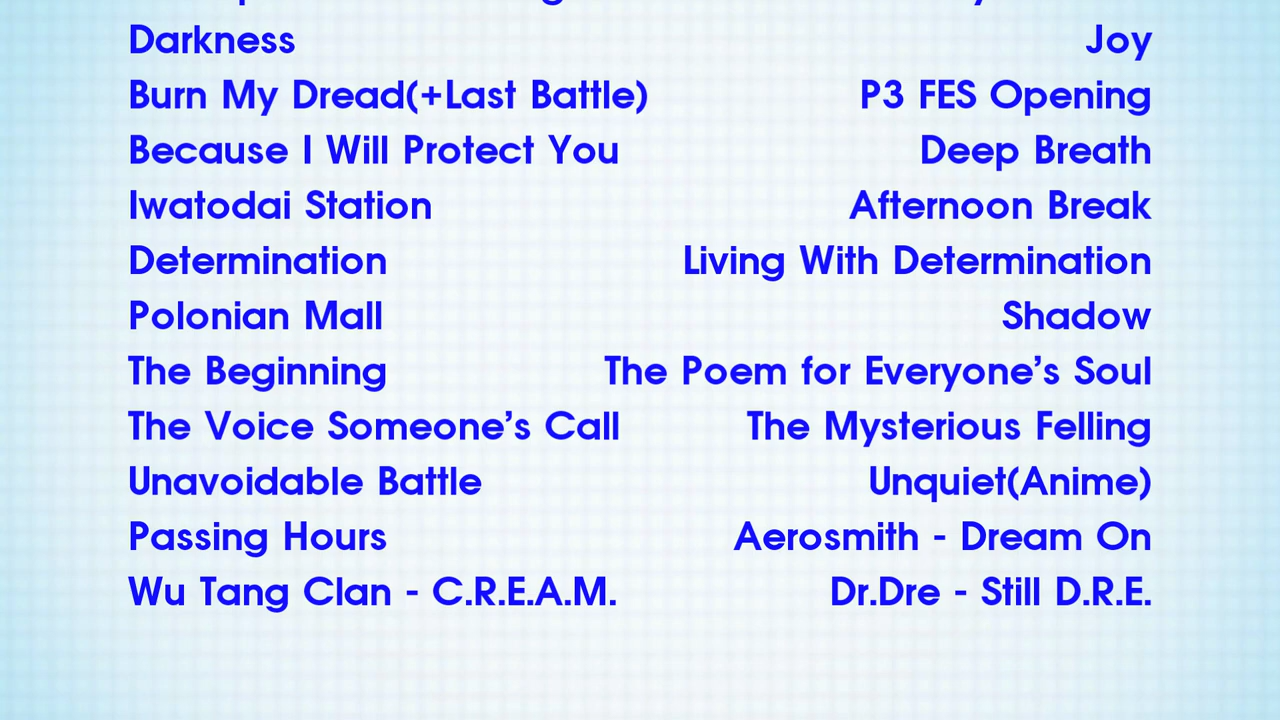 Darkness Joy
Burn My Dread(+Last Battle) P3 FES Opening
Because I Will Protect You Deep Breath
Iwatodai Station Afternoon Break
Determination Living With Determination
Polonian Mall Shadow
The Beginning The Poem for Everyone’s Soul
The Voice Someone’s Call The Mysterious Felling
Unavoidable Battle Unquiet(Anime)
Passing Hours Aerosmith - Dream On
Wu Tang Clan - C.R.E.A.M. Dr.Dre - Still D.R.E.